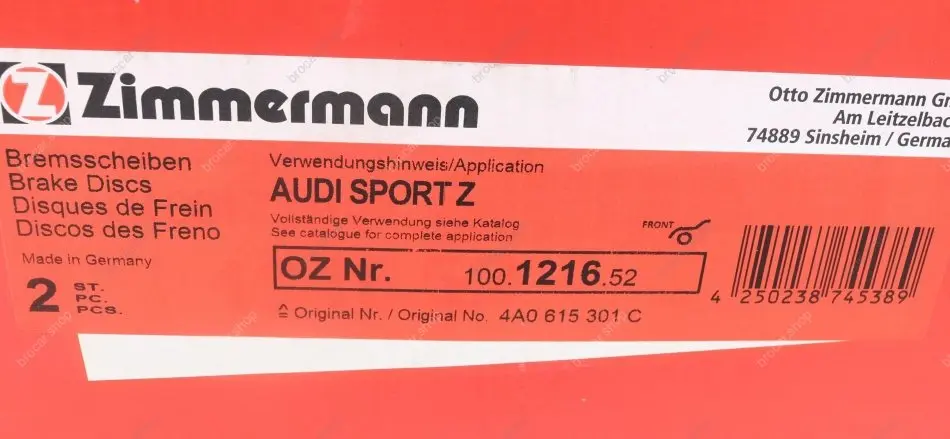 Z Zimmermann
Otto Zimmermann
Am Leitzelbac
74889 Sinsheim / Germa
Bremsscheiben
Brake Discs
Disques de Frein
Discos des Freno
Made in Germany
2 ST.
PC.
PCS.
Verwendungshinweis/Application
AUDI SPORT Z
Vollständige Verwendung siehe Katalog
See catalogue for complete application
FRONT
OZ Nr. 100.1216.52
≙ Original Nr. / Original No. 4A0 615 301 C
4 250238 745389
brocar.shop